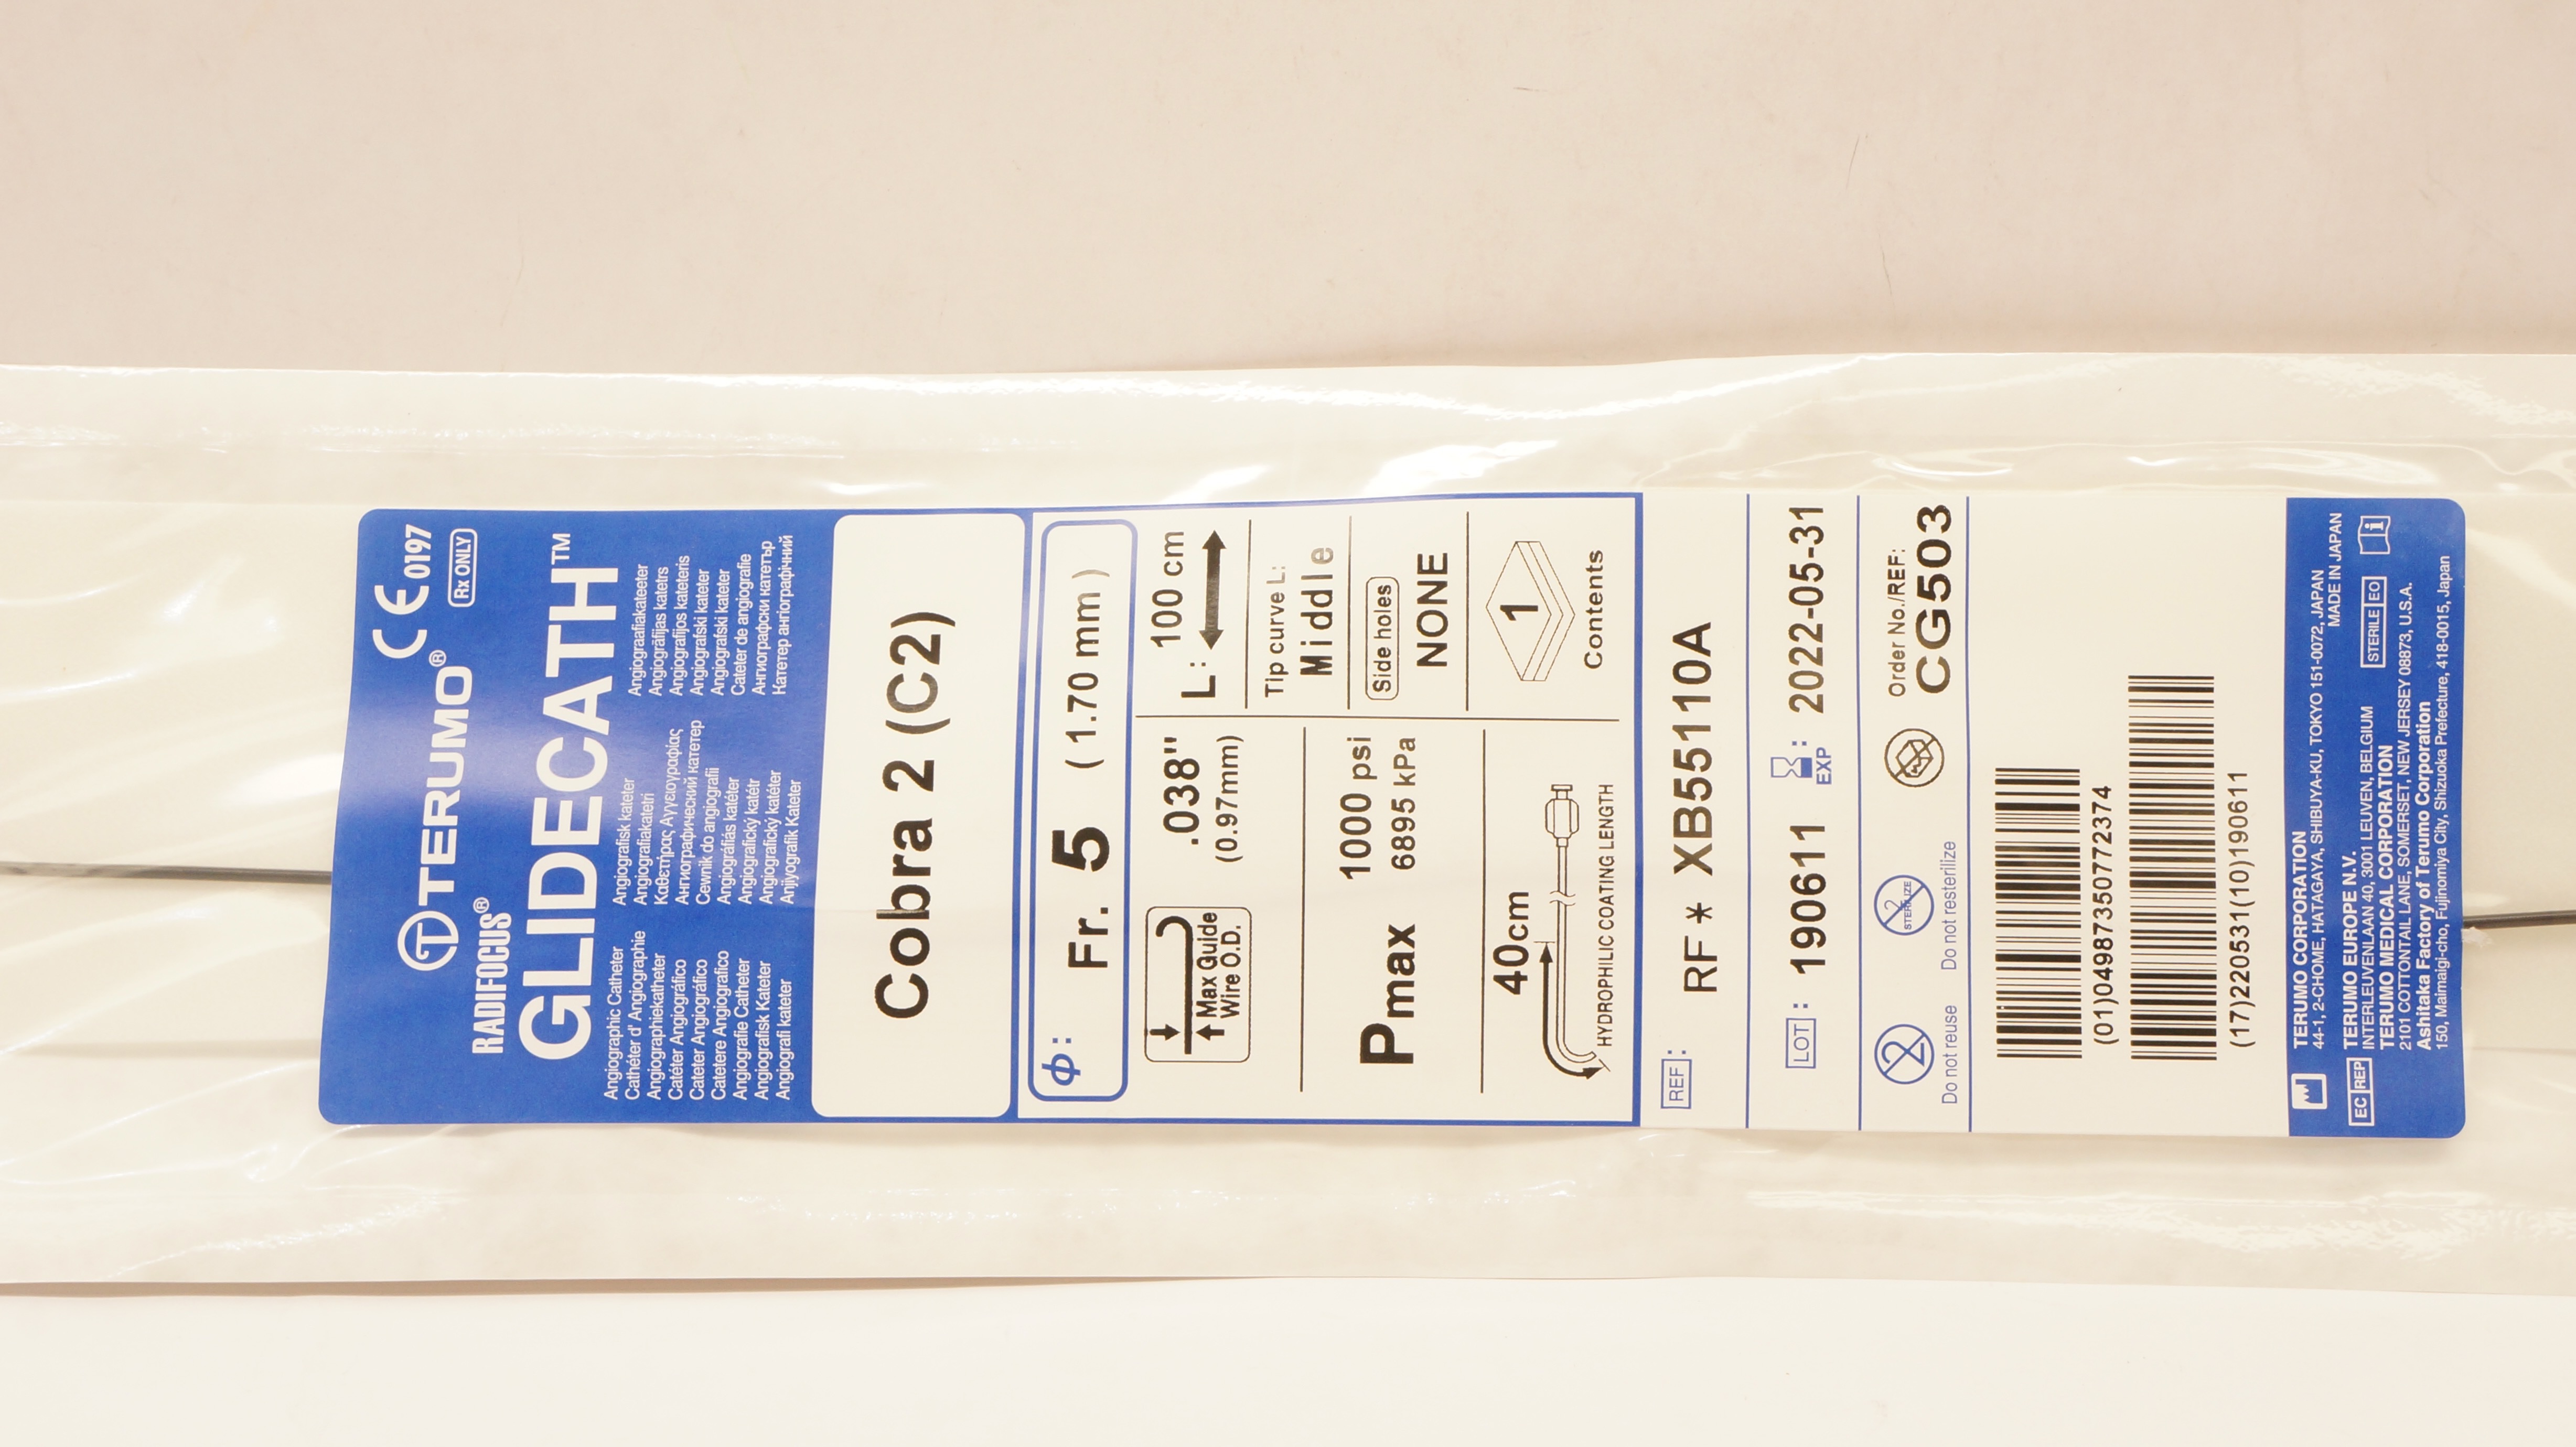 TERUMO® CE 0197
RADIFOCUS® Rx ONLY
GLIDECATH™
Angiographic Catheter
Cathéter d' Angiographie
Angiographiekatheter
Catéter Angiográfico
Cateter Angiográfico
Catetere Angiografico
Angiografie Catheter
Angiografisk Kateter
Angiografi kateter
Angiografisk kateter
Angiografiakatetri
Καθετήρας Αγγειογραφίας
Ангиографический катетер
Cewnik do angiografii
Angiográfiás katéter
Angiografický katétr
Angiografický katéter
Anjiyografik Kateter
Angiograafiakateeter
Angiogrāfijas katetrs
Angiografijos kateteris
Angiografski kateter
Angiografski kateter
Cateter de angiografie
Ангиографски катетър
Катетер ангіографічний
Cobra 2 (C2)
ϕ: Fr. 5 (1.70 mm)
Max Guide
Wire O.D.
.038"
(0.97mm)
L: 100 cm
Tip curve L:
Middle
Pmax 1000 psi
6895 kPa
Side holes
NONE
40cm
HYDROPHILIC COATING LENGTH
1
Contents
REF: RF* XB55110A
LOT: 190611 EXP: 2022-05-31
2 Do not reuse
2 STERILIZE Do not resterilize
Order No./REF:
CG503
(01)04987350772374
(17)220531(10)190611
TERUMO CORPORATION
44-1, 2-CHOME, HATAGAYA, SHIBUYA-KU, TOKYO 151-0072, JAPAN
MADE IN JAPAN
EC REP TERUMO EUROPE N.V.
INTERLEUVENLAAN 40, 3001 LEUVEN, BELGIUM
STERILE EO i
TERUMO MEDICAL CORPORATION
2101 COTTONTAIL LANE, SOMERSET, NEW JERSEY 08873, U.S.A.
Ashitaka Factory of Terumo Corporation
150, Maimaigi-cho, Fujinomiya City, Shizuoka Prefecture, 418-0015, Japan